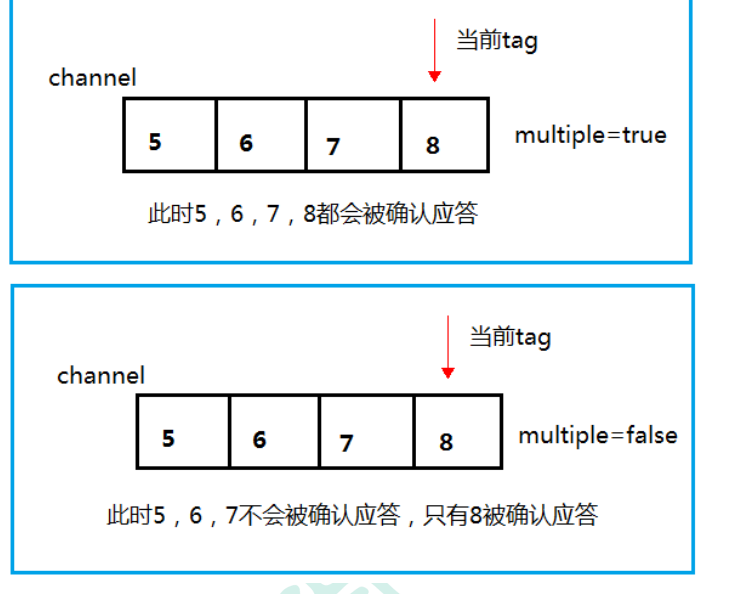 当前tag
channel
5 6 7 8 multiple=true
此时5，6，7，8都会被确认应答
当前tag
channel
5 6 7 8 multiple=false
此时5，6，7不会被确认应答，只有8被确认应答